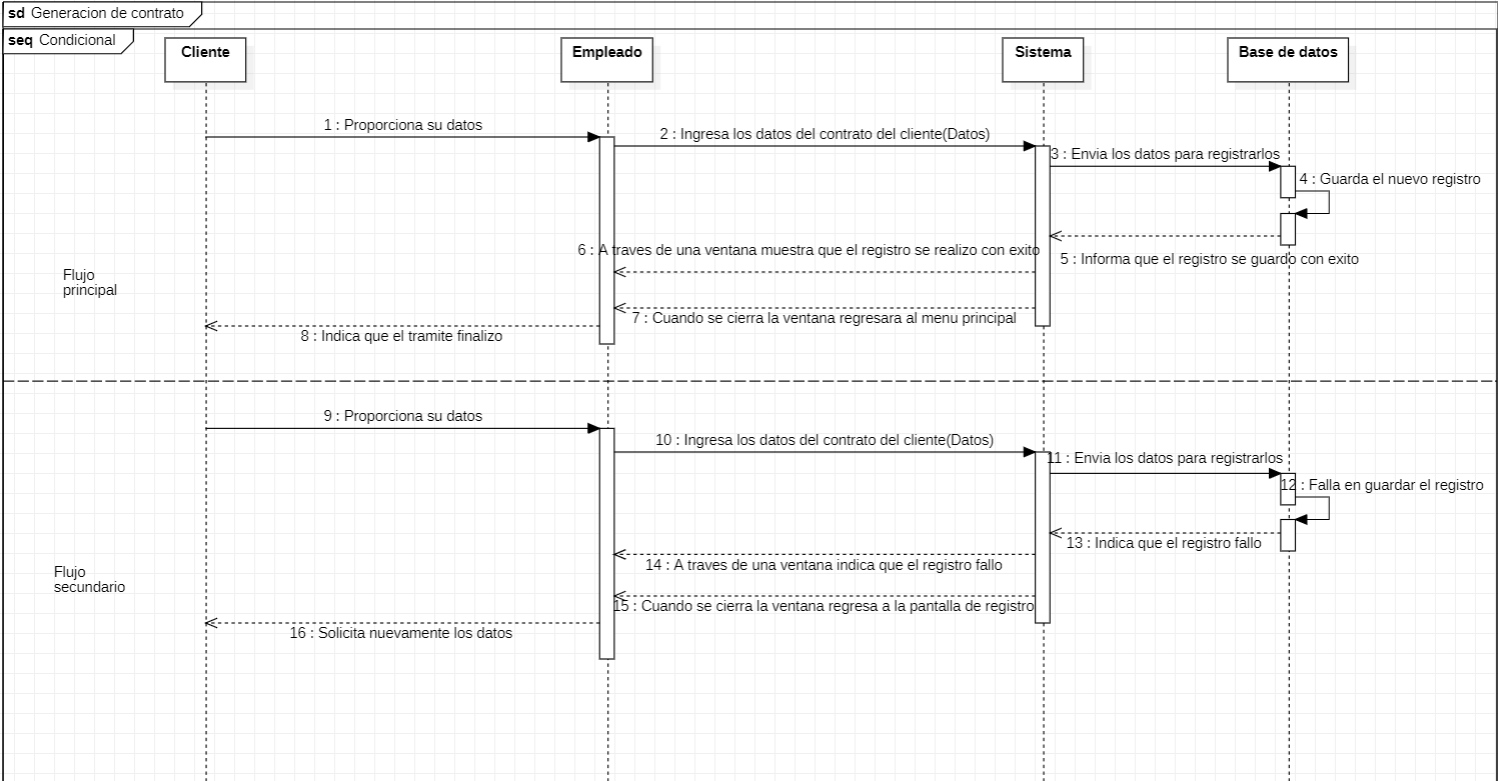 sd Generacion de contrato
seq Condicional
Cliente
Empleado
Sistema
Base de datos
1 : Proporciona su datos
2 : Ingresa los datos del contrato del cliente(Datos)
3 : Envia los datos para registrarlos
4 : Guarda el nuevo registro
6 : A traves de una ventana muestra que el registro se realizo con exito
5 : Informa que el registro se guardo con exito
Flujo
principal
7 : Cuando se cierra la ventana regresara al menu principal
8 : Indica que el tramite finalizo
9 : Proporciona su datos
10 : Ingresa los datos del contrato del cliente(Datos)
11 : Envia los datos para registrarlos
12 : Falla en guardar el registro
13 : Indica que el registro fallo
14 : A traves de una ventana indica que el registro fallo
Flujo
secundario
15 : Cuando se cierra la ventana regresa a la pantalla de registro
16 : Solicita nuevamente los datos